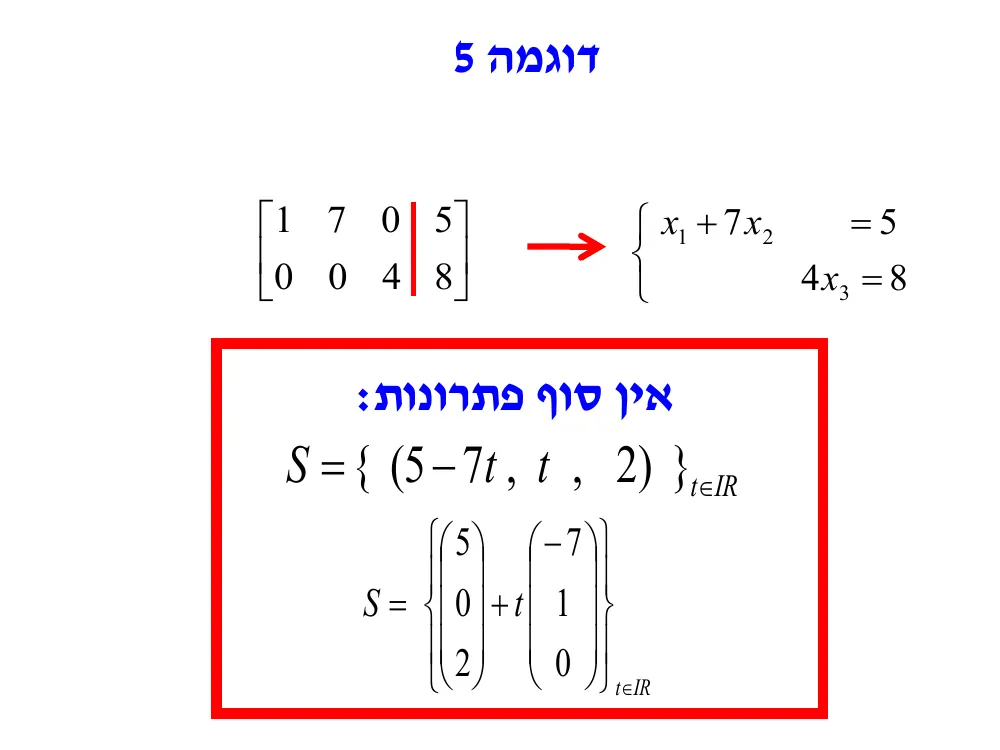 דוגמה 5
[1 7 0 | 5] → { x₁ + 7x₂ = 5
[0 0 4 | 8] 4x₃ = 8
אין סוף פתרונות:
S = { (5 − 7t , t , 2) }t∈IR
S = { (5 0 2) + t (−7 1 0) }t∈IR